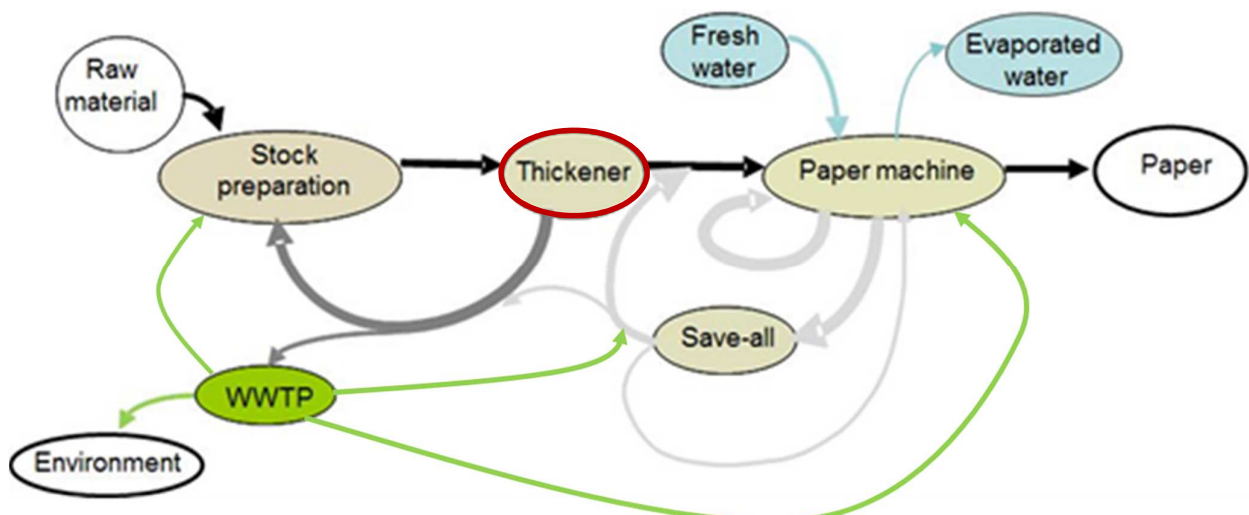 Raw
material
Fresh
water
Evaporated
water
Stock
preparation
Thickener
Paper machine
Paper
Save-all
WWTP
Environment